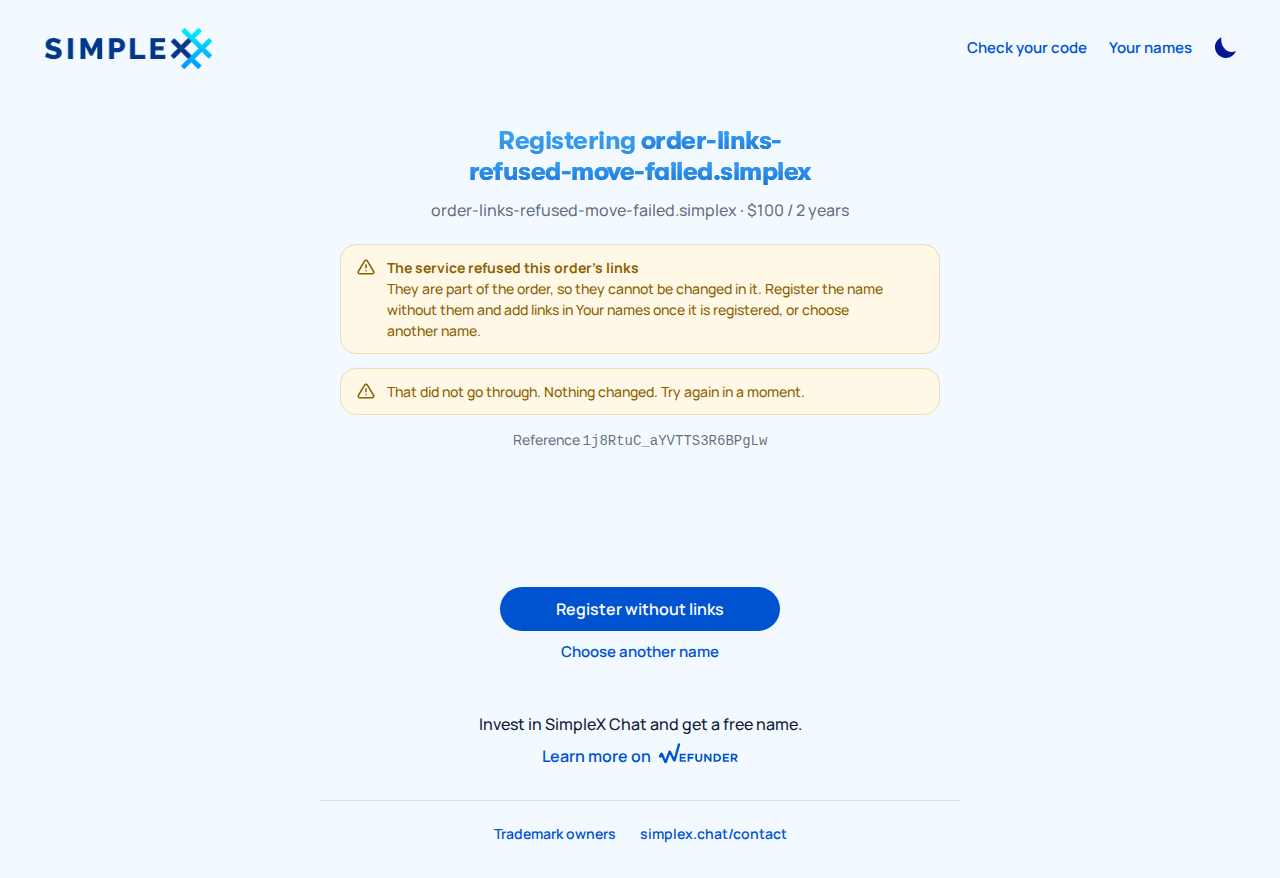 SIMPLEX
Check your code
Your names
Registering order-links-
refused-move-failed.simplex
order-links-refused-move-failed.simplex · $100 / 2 years
The service refused this order's links
They are part of the order, so they cannot be changed in it. Register the name
without them and add links in Your names once it is registered, or choose
another name.
That did not go through. Nothing changed. Try again in a moment.
Reference 1j8RtuC_aYVTTS3R6BPgLw
Register without links
Choose another name
Invest in SimpleX Chat and get a free name.
Learn more on WEFUNDER
Trademark owners
simplex.chat/contact